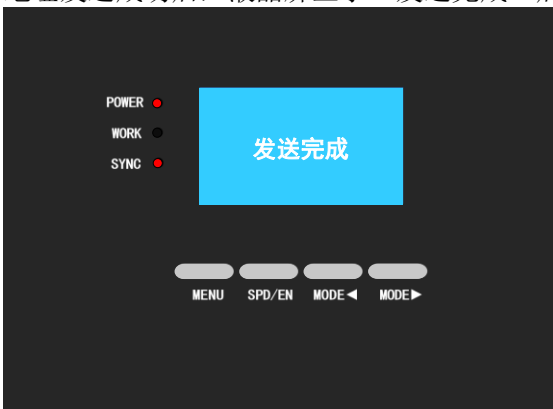 POWER
WORK
SYNC
发送完成
MENU SPD/EN MODE◀ MODE▶